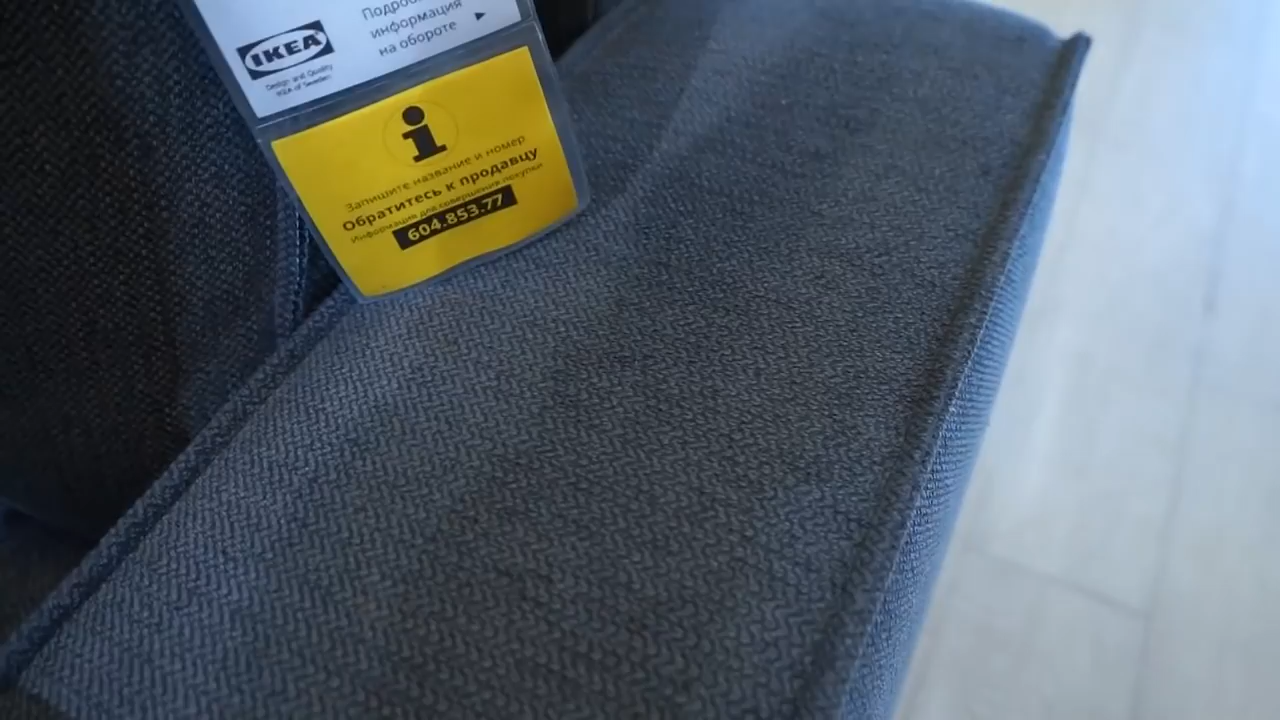 IKEA
Design and Quality
IKEA of Sweden
информация
на обороте
Запишите название и номер
Обратитесь к продавцу
Информация для совершения покупки
604.853.77